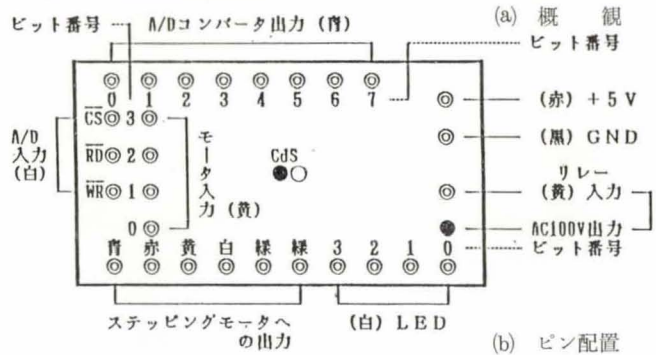 (a) 概 観
ビット番号 A/Dコンバータ出力 (青)
ビット番号
0 1 2 3 4 5 6 7
(赤) +5V
CS 3
A/D
入力
(白)
モータ入力 (黄)
(黒) GND
RD 2
CdS
リレー
WR 1
(黄) 入力
0
AC100V出力
青 赤 黄 白 緑 緑 3 2 1 0
ビット番号
ステッピングモータへ
の出力
(白) LED
(b) ピン配置